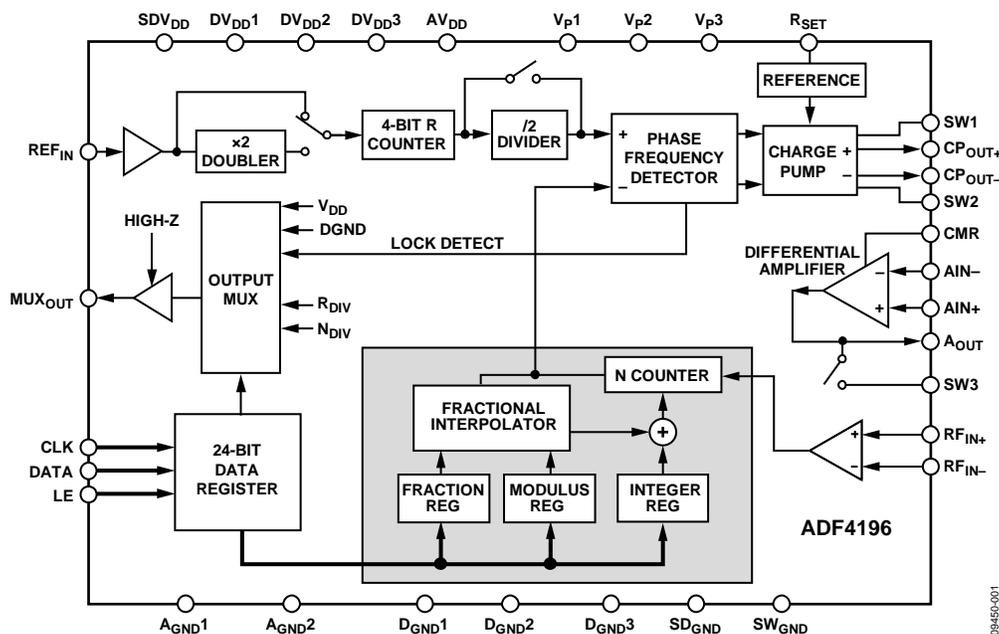 SDVDD DVDD1 DVDD2 DVDD3 AVDD VP1 VP2 VP3 RSET
REFERENCE
×2
DOUBLER
4-BIT R
COUNTER
/2
DIVIDER
+
−
PHASE
FREQUENCY
DETECTOR
CHARGE
PUMP
+
−
REFIN
SW1
CPOUT+
CPOUT−
SW2
HIGH-Z
VDD
DGND
LOCK DETECT
OUTPUT
MUX
RDIV
NDIV
MUXOUT
DIFFERENTIAL
AMPLIFIER
−
+
CMR
AIN−
AIN+
AOUT
SW3
N COUNTER
FRACTIONAL
INTERPOLATOR
+
FRACTION
REG
MODULUS
REG
INTEGER
REG
CLK
DATA
LE
24-BIT
DATA
REGISTER
+
−
RFIN+
RFIN−
ADF4196
AGND1 AGND2 DGND1 DGND2 DGND3 SDGND SWGND
09450-001